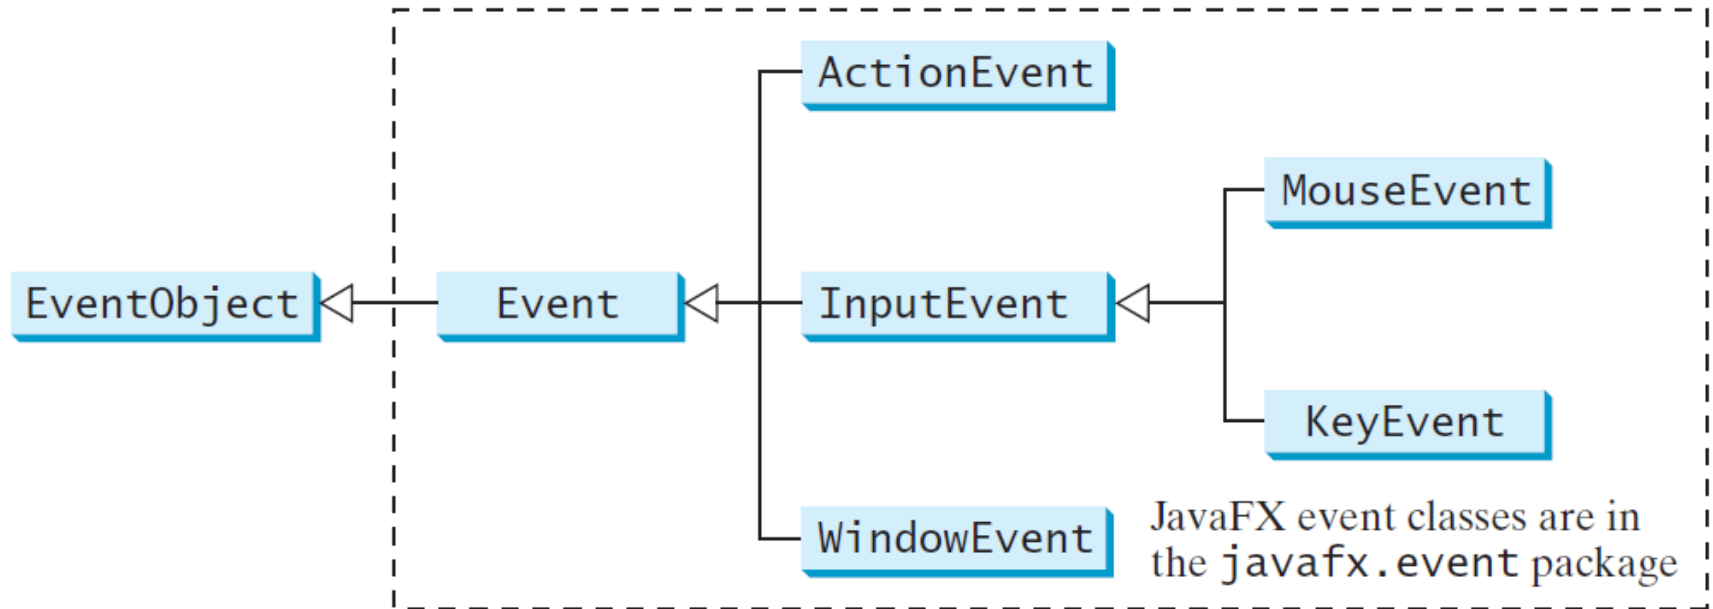 ActionEvent
MouseEvent
EventObject
Event
InputEvent
KeyEvent
WindowEvent
JavaFX event classes are in
the javafx.event package